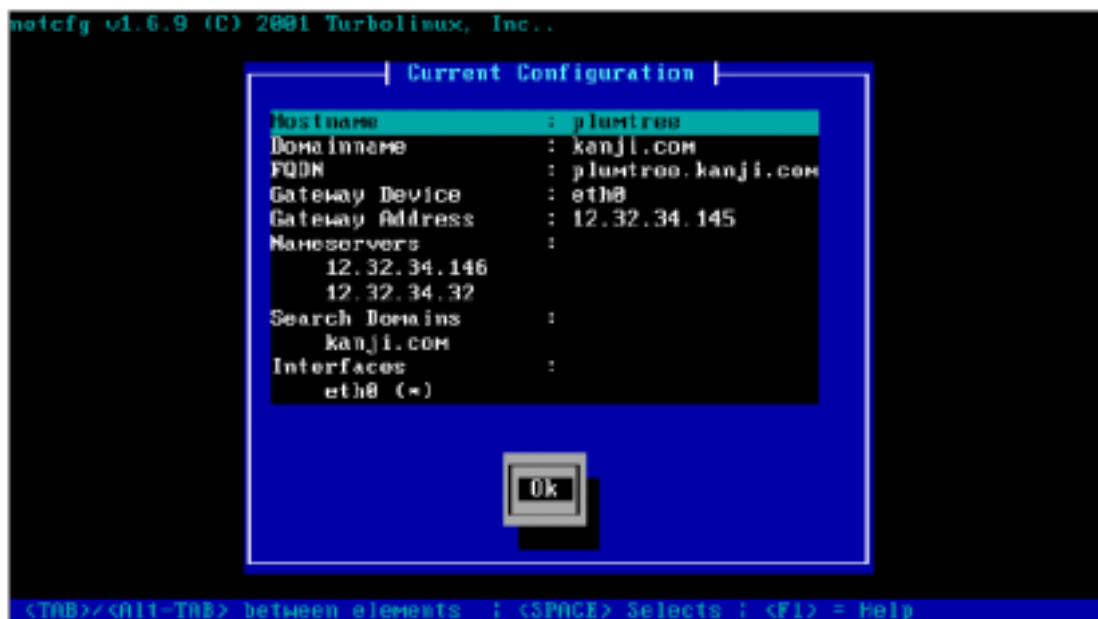 netcfg v1.6.9 (C) 2001 Turbolinux, Inc..
Current Configuration
Hostname : plumtree
Domainname : kanji.com
FQDN : plumtree.kanji.com
Gateway Device : eth0
Gateway Address : 12.32.34.145
Nameservers :
12.32.34.146
12.32.34.32
Search Domains :
kanji.com
Interfaces :
eth0 (*)
Ok
<TAB>/<Alt-TAB> between elements | <SPACE> Selects | <F1> = Help